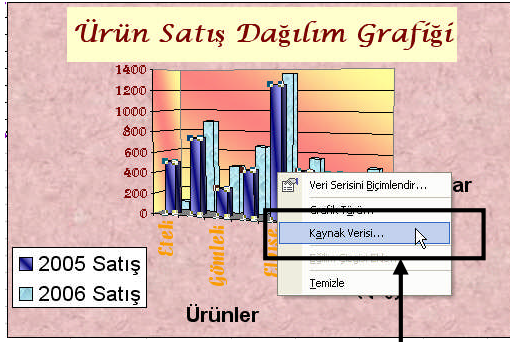 Ürün Satış Dağılım Grafiği
1400
1200
1000
800
600
400
200
0
Etek
Gömlek
Veri Serisini Biçimlendir...
Grafik Türü...
Kaynak Verisi...
Temizle
ar
2005 Satış
2006 Satış
Ürünler